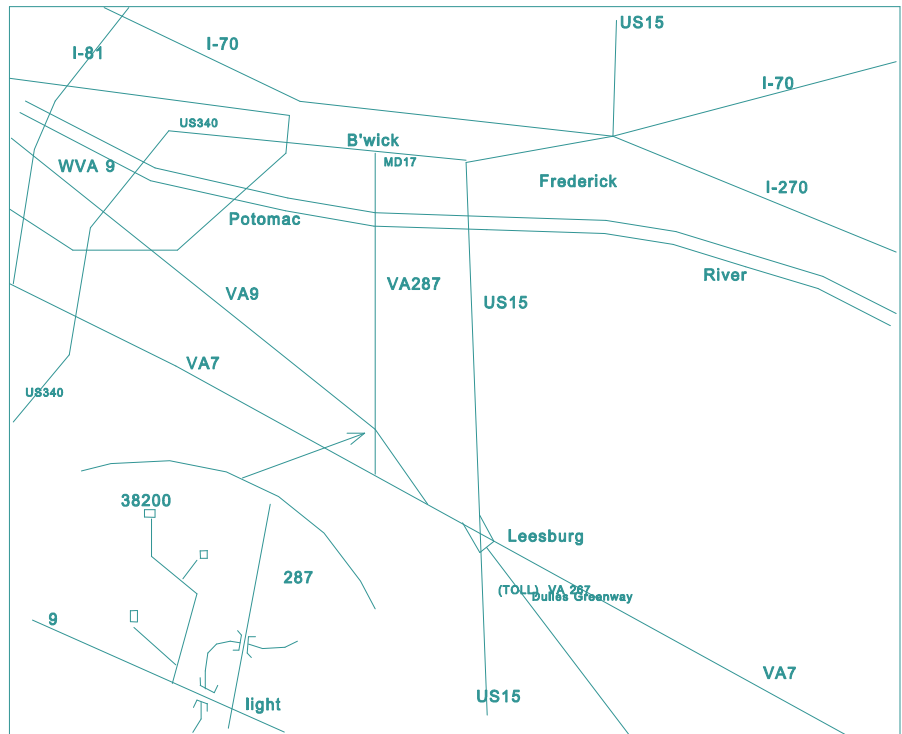 US15
I-70
I-81
I-70
US340
B'wick
MD17
WVA 9
Frederick
I-270
Potomac
River
VA9
VA287
US15
VA7
US340
38200
Leesburg
287
(TOLL) VA 267
Dulles Greenway
9
VA7
US15
light